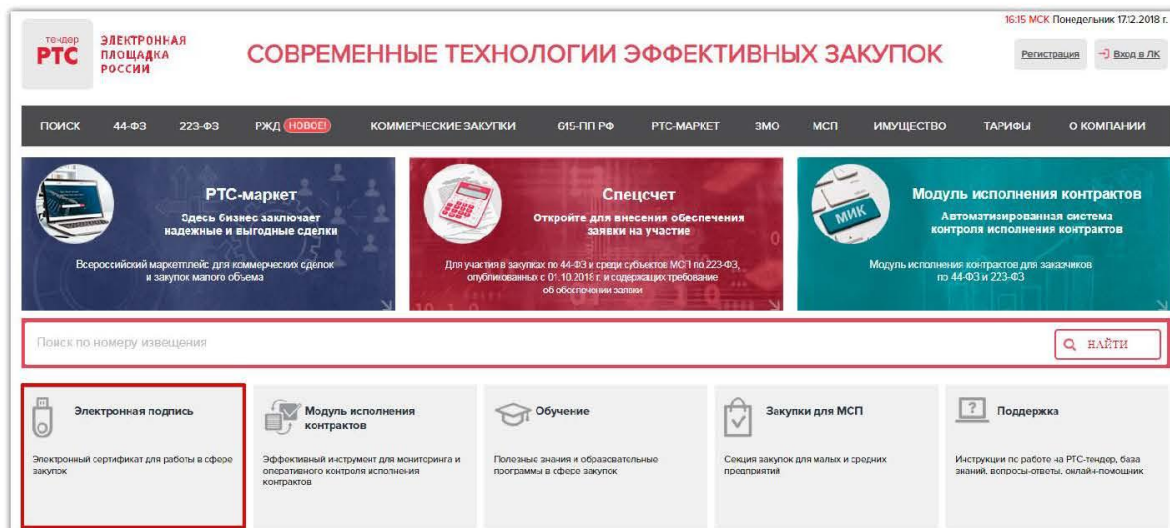 16:15 МСК Понедельник 17.12.2018 г.
тендер
РТС
ЭЛЕКТРОННАЯ
ПЛОЩАДКА
РОССИИ
СОВРЕМЕННЫЕ ТЕХНОЛОГИИ ЭФФЕКТИВНЫХ ЗАКУПОК
Регистрация
Вход в ЛК
ПОИСК 44-ФЗ 223-ФЗ РЖД НОВОЕ! КОММЕРЧЕСКИЕ ЗАКУПКИ 615-ПП РФ РТС-МАРКЕТ ЗМО МСП ИМУЩЕСТВО ТАРИФЫ О КОМПАНИИ
РТС-маркет
Здесь бизнес заключает
надежные и выгодные сделки
Всероссийский маркетплейс для коммерческих сделок
и закупок малого объема
Спецсчет
Откройте для внесения обеспечения
заявки на участие
Для участия в закупках по 44-ФЗ и среди субъектов МСП по 223-ФЗ,
опубликованных с 01.10.2018 г. и содержащих требование
об обеспечении заявки
МИК
Модуль исполнения контрактов
Автоматизированная система
контроля исполнения контрактов
Модуль исполнения контрактов для заказчиков
по 44-ФЗ и 223-ФЗ
Поиск по номеру извещения
НАЙТИ
Электронная подпись
Электронный сертификат для работы в сфере
закупок
Модуль исполнения
контрактов
Эффективный инструмент для мониторинга и
оперативного контроля исполнения
контрактов
Обучение
Полезные знания и образовательные
программы в сфере закупок
Закупки для МСП
Секция закупок для малых и средних
предприятий
?
Поддержка
Инструкции по работе на РТС-тендер, база
знаний, вопросы-ответы, онлайн-помощник